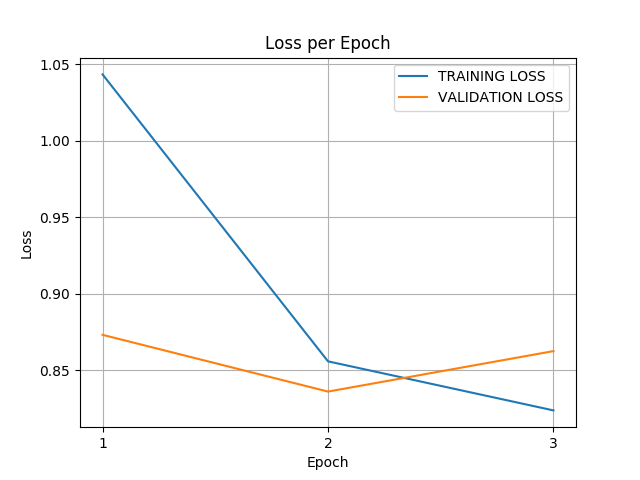 Loss per Epoch
TRAINING LOSS
VALIDATION LOSS
1.05
1.00
0.95
0.90
0.85
Loss
1 2 3
Epoch